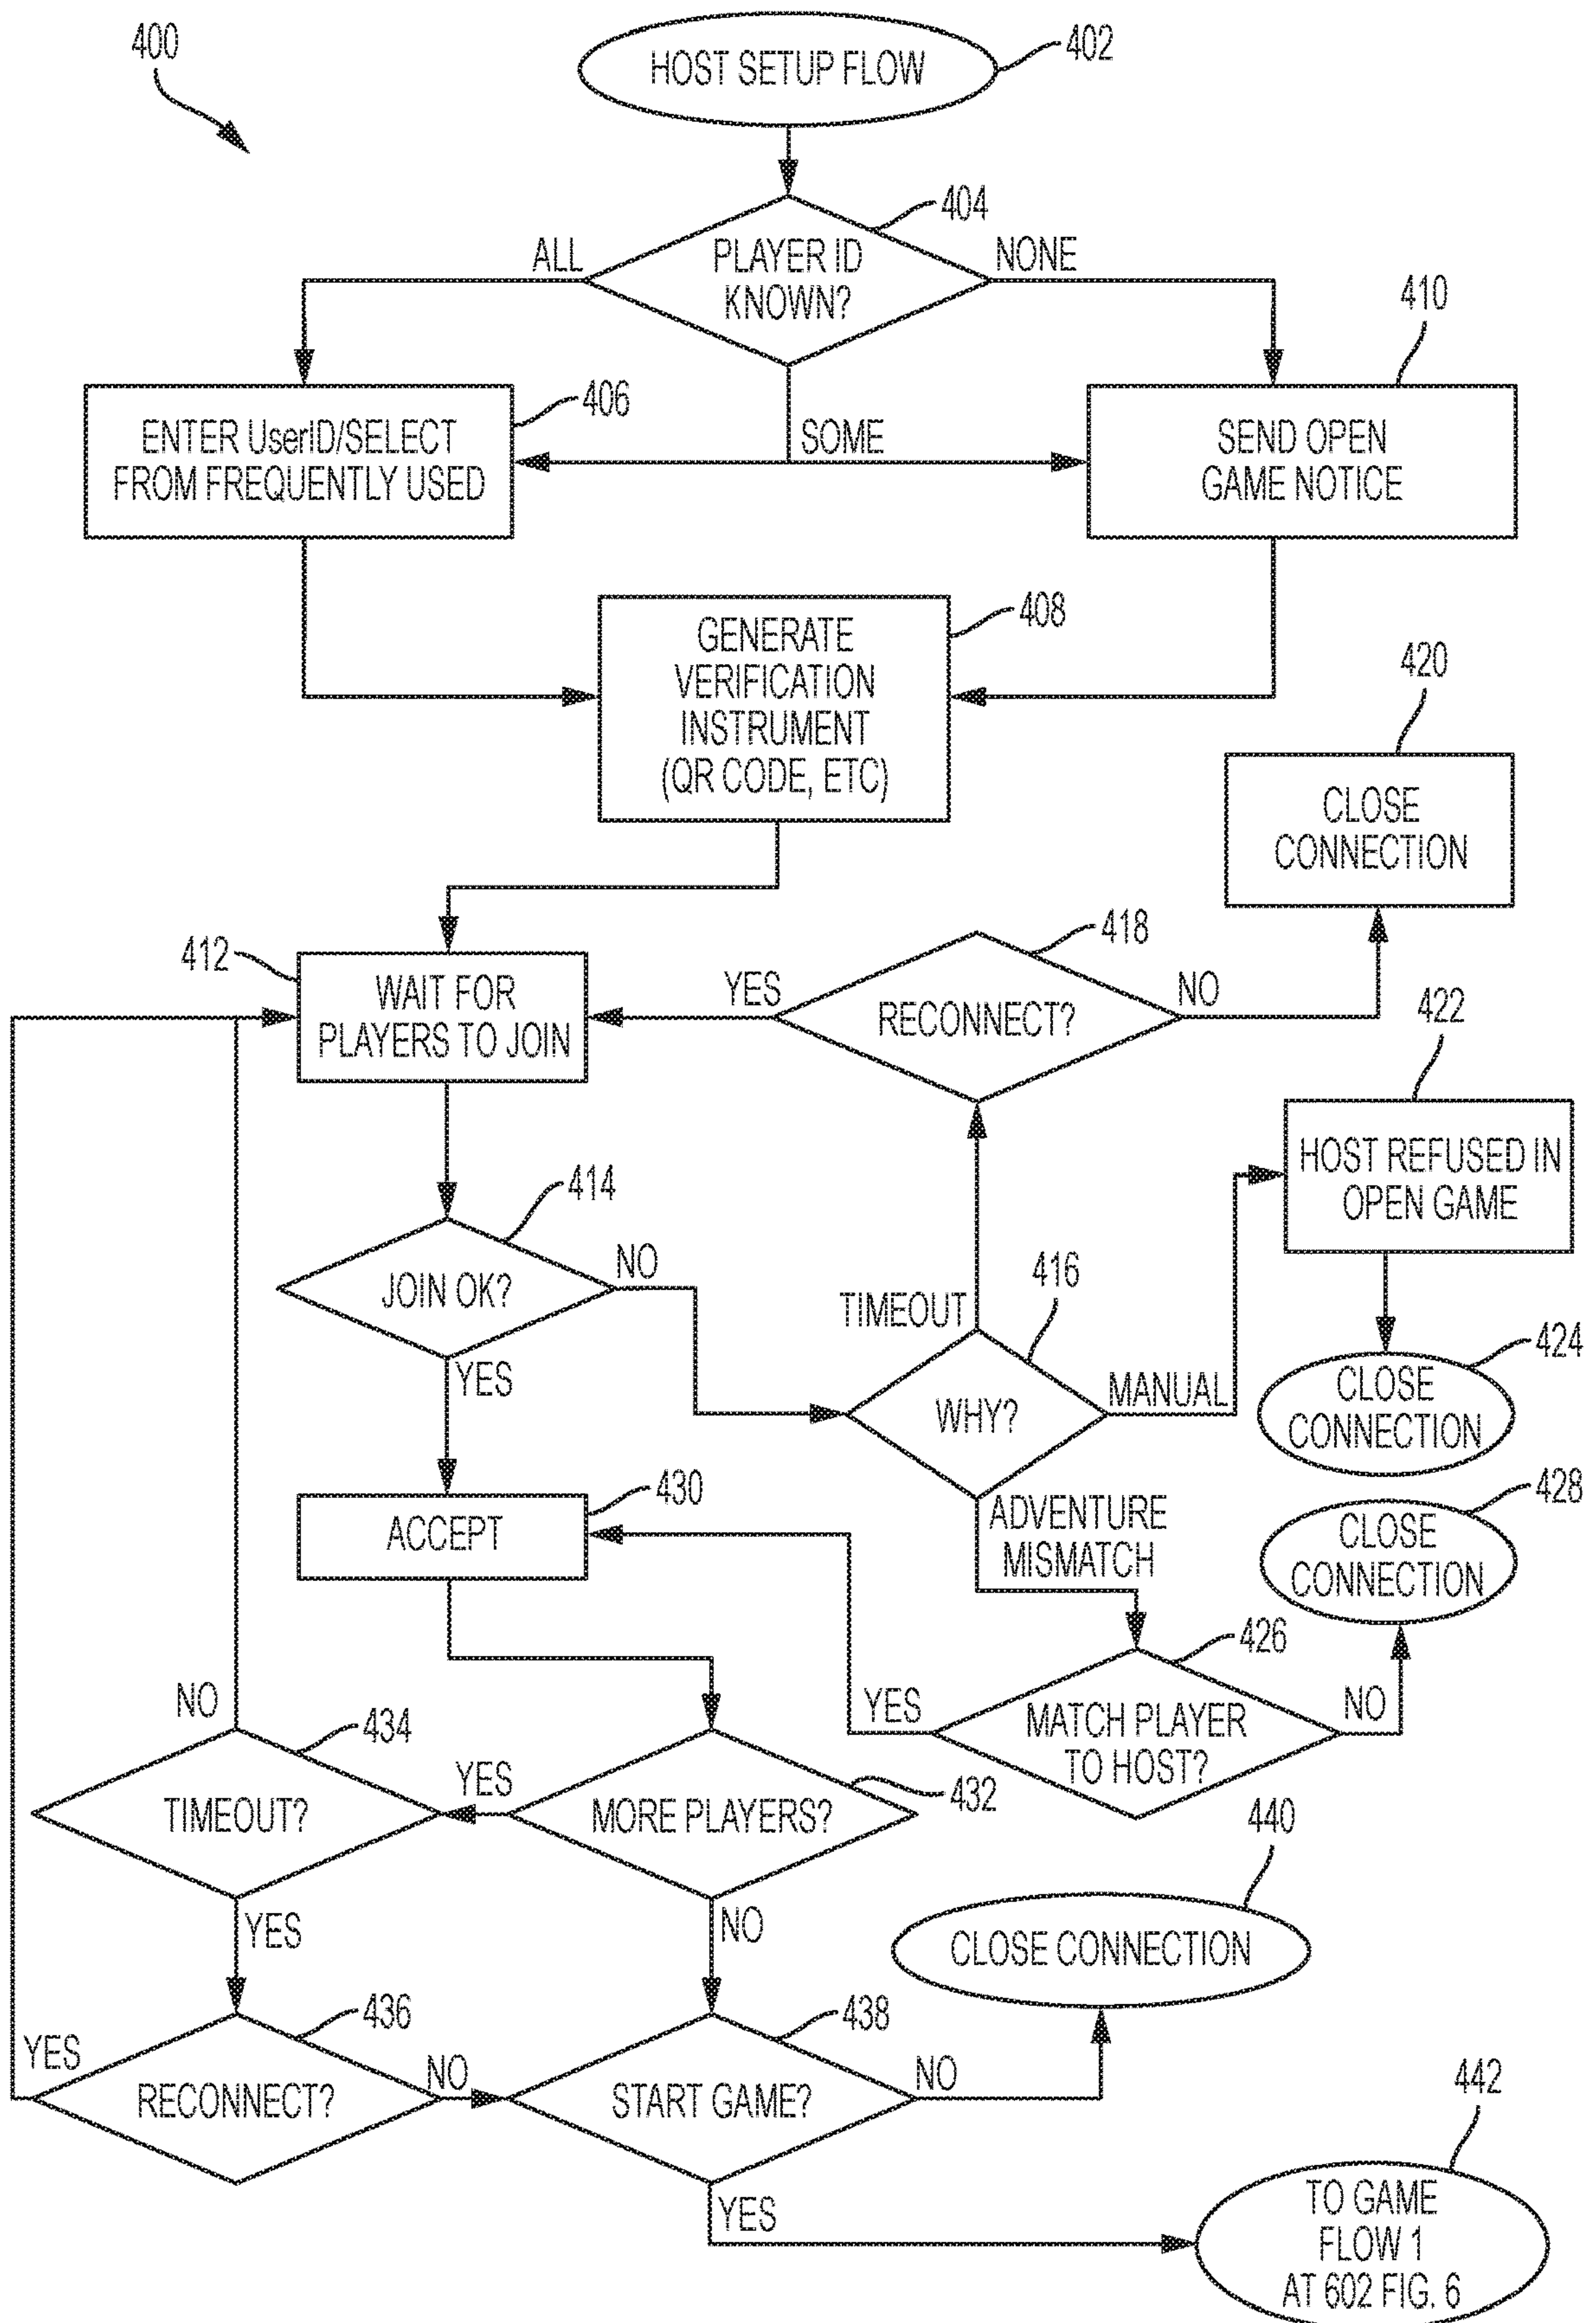 400
HOST SETUP FLOW
402
404
PLAYER ID
KNOWN?
ALL
NONE
SOME
406
ENTER UserID/SELECT
FROM FREQUENTLY USED
410
SEND OPEN
GAME NOTICE
408
GENERATE
VERIFICATION
INSTRUMENT
(QR CODE, ETC)
420
CLOSE
CONNECTION
412
WAIT FOR
PLAYERS TO JOIN
YES
418
RECONNECT?
NO
422
HOST REFUSED IN
OPEN GAME
414
JOIN OK?
NO
YES
TIMEOUT
416
WHY?
MANUAL
424
CLOSE
CONNECTION
428
CLOSE
CONNECTION
430
ACCEPT
ADVENTURE
MISMATCH
426
MATCH PLAYER
TO HOST?
YES
NO
NO
434
TIMEOUT?
YES
432
MORE PLAYERS?
YES
NO
440
CLOSE CONNECTION
436
RECONNECT?
YES
NO
438
START GAME?
NO
YES
442
TO GAME
FLOW 1
AT 602 FIG. 6